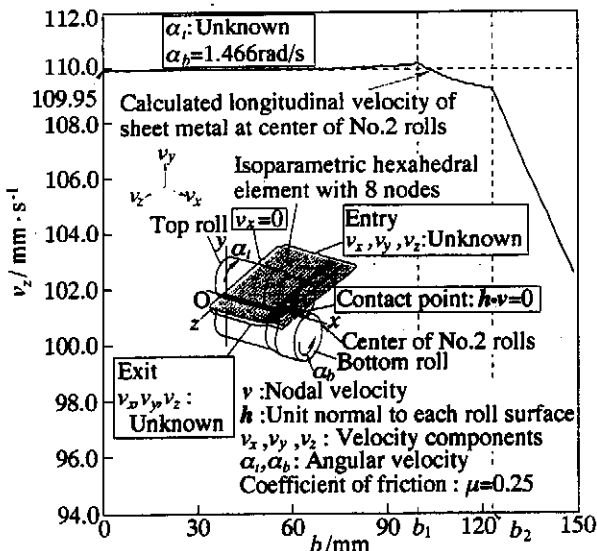 112.0
α_t: Unknown
α_b=1.466rad/s
110.0
109.95
Calculated longitudinal velocity of
sheet metal at center of No.2 rolls
108.0
v_y
v_z
v_x
Isoparametric hexahedral
element with 8 nodes
106.0
Top roll
v_x=0
Entry
v_x, v_y, v_z: Unknown
104.0
y
α_t
v_z / mm · s⁻¹
102.0
O
z
x
Contact point: h·v=0
Center of No.2 rolls
Bottom roll
α_b
100.0
Exit
v_x, v_y, v_z :
Unknown
v :Nodal velocity
h :Unit normal to each roll surface
v_x, v_y, v_z : Velocity components
α_t, α_b : Angular velocity
Coefficient of friction : μ=0.25
98.0
96.0
94.0
0
30
60
90
b_1
120
b_2
150
b/mm